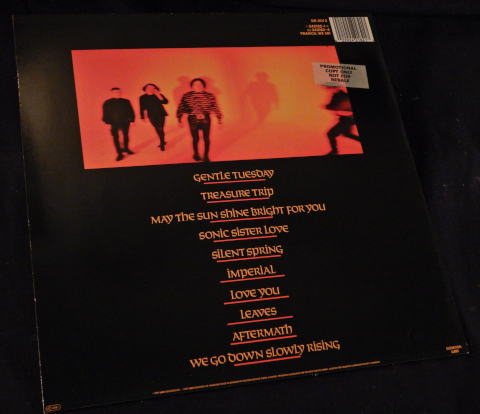 PROMOTIONAL
COPY ONLY
NOT FOR
RESALE
GENTLE TUESDAY
TREASURE TRIP
MAY THE SUN SHINE BRIGHT FOR YOU
SONIC SISTER LOVE
SILENT SPRING
IMPERIAL
LOVE YOU
LEAVES
AFTERMATH
WE GO DOWN SLOWLY RISING